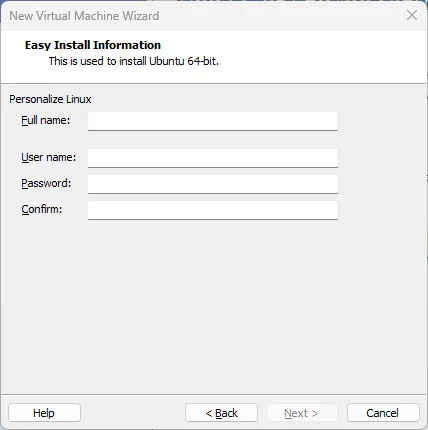 New Virtual Machine Wizard
Easy Install Information
This is used to install Ubuntu 64-bit.
Personalize Linux
Full name:
User name:
Password:
Confirm:
Help
< Back
Next >
Cancel